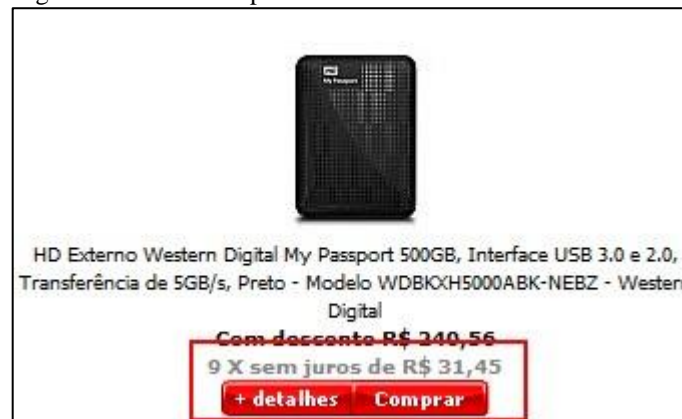 WD
My Passport
HD Externo Western Digital My Passport 500GB, Interface USB 3.0 e 2.0,
Transferência de 5GB/s, Preto - Modelo WDBKXH5000ABK-NEBZ - Western
Digital
Com desconto R$ 240,56
9 X sem juros de R$ 31,45
+ detalhes Comprar